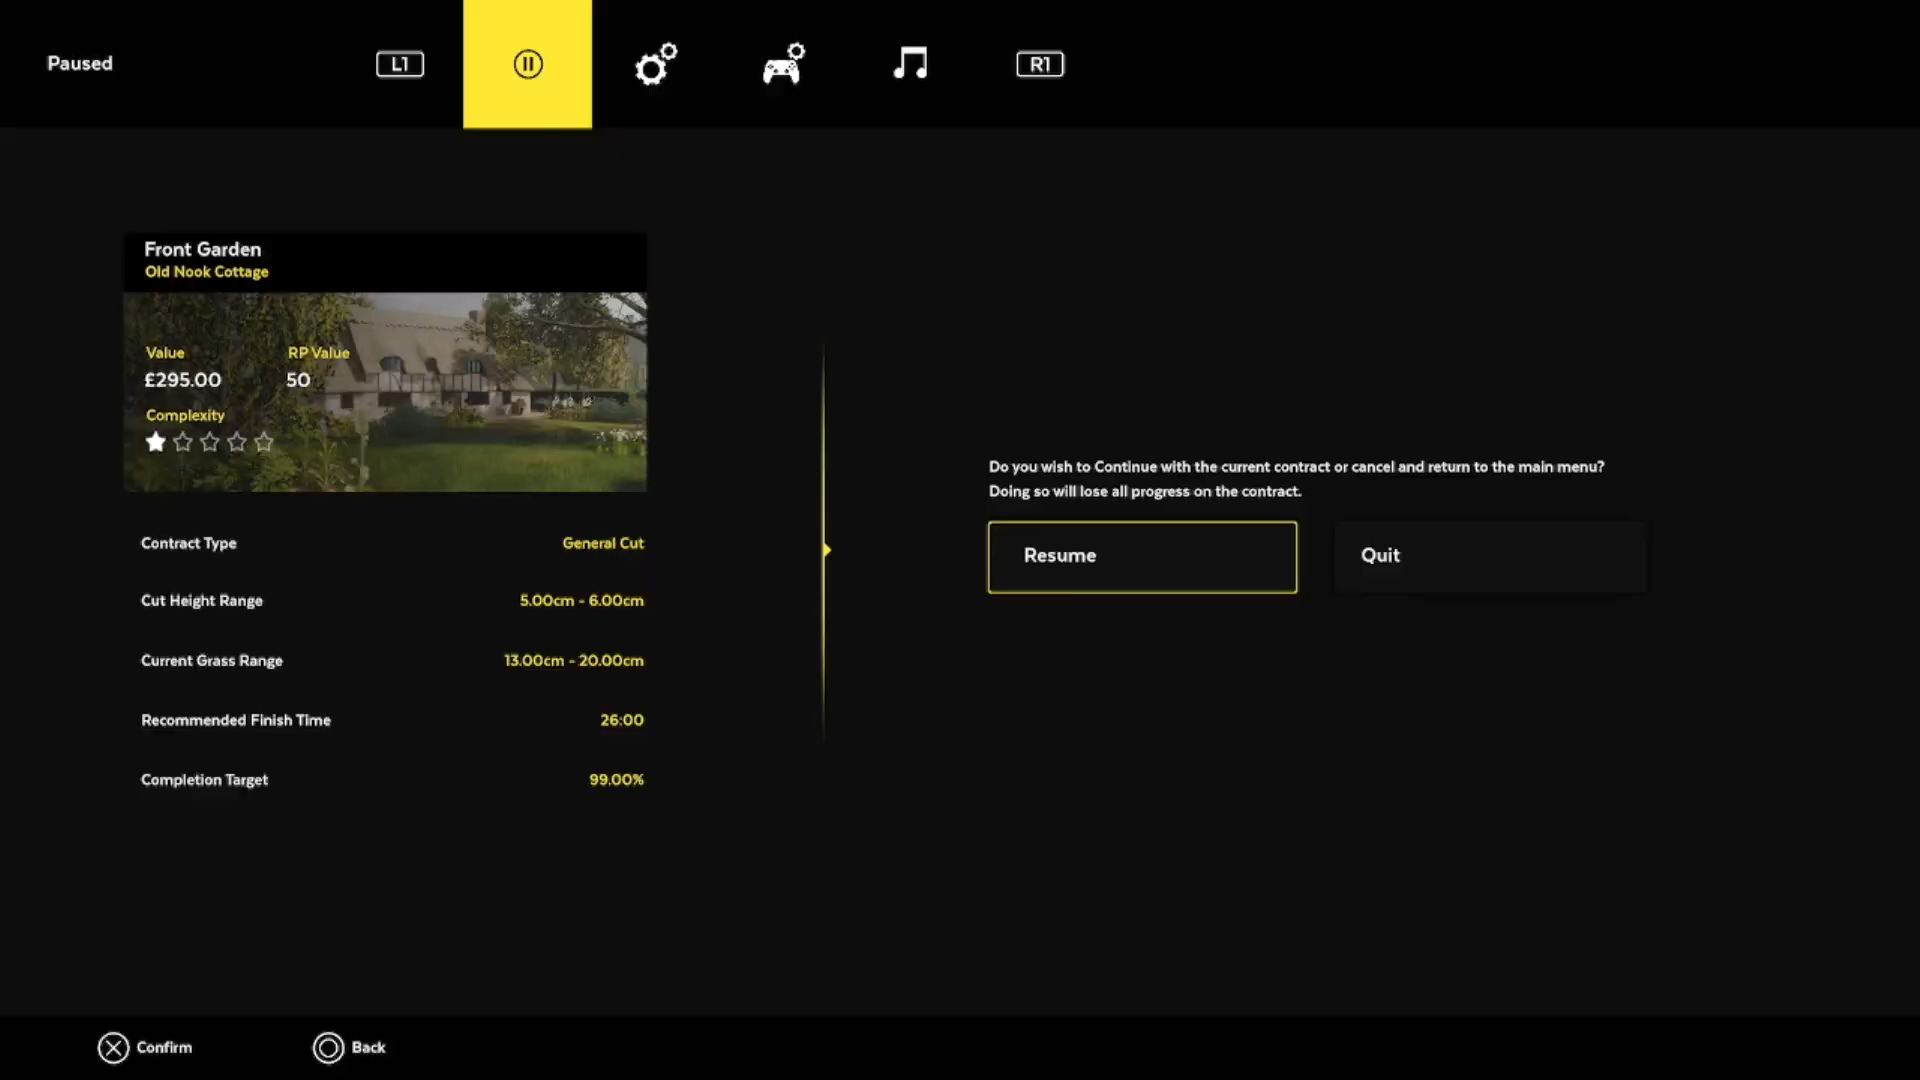 Paused
L1
R1
Front Garden
Old Nook Cottage
Value
RP Value
£295.00
50
Complexity
Contract Type
General Cut
Cut Height Range
5.00cm - 6.00cm
Current Grass Range
13.00cm - 20.00cm
Recommended Finish Time
26:00
Completion Target
99.00%
Do you wish to Continue with the current contract or cancel and return to the main menu?
Doing so will lose all progress on the contract.
Resume
Quit
Confirm
Back